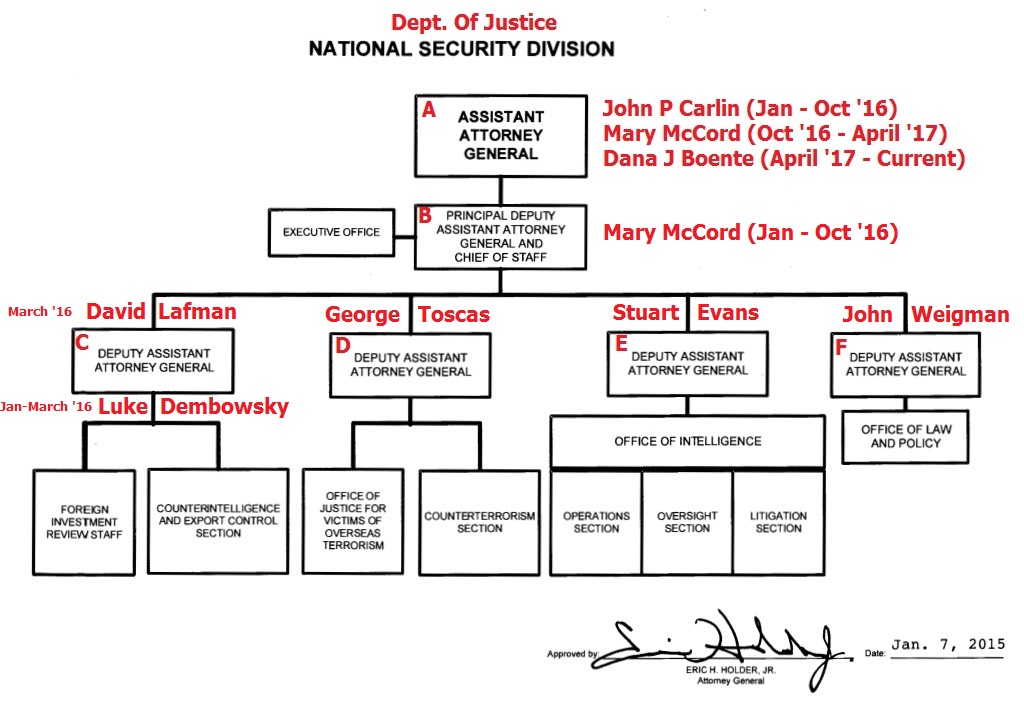 Dept. Of Justice
NATIONAL SECURITY DIVISION
A
ASSISTANT
ATTORNEY
GENERAL
John P Carlin (Jan - Oct '16)
Mary McCord (Oct '16 - April '17)
Dana J Boente (April '17 - Current)
EXECUTIVE OFFICE
B
PRINCIPAL DEPUTY
ASSISTANT ATTORNEY
GENERAL AND
CHIEF OF STAFF
Mary McCord (Jan - Oct '16)
March '16 David Lafman
George Toscas
Stuart Evans
John Weigman
C
DEPUTY ASSISTANT
ATTORNEY GENERAL
D
DEPUTY ASSISTANT
ATTORNEY GENERAL
E
DEPUTY ASSISTANT
ATTORNEY GENERAL
F
DEPUTY ASSISTANT
ATTORNEY GENERAL
Jan-March '16 Luke Dembowsky
OFFICE OF INTELLIGENCE
OFFICE OF LAW
AND POLICY
FOREIGN
INVESTMENT
REVIEW STAFF
COUNTERINTELLIGENCE
AND EXPORT CONTROL
SECTION
OFFICE OF
JUSTICE FOR
VICTIMS OF
OVERSEAS
TERRORISM
COUNTERTERRORISM
SECTION
OPERATIONS
SECTION
OVERSIGHT
SECTION
LITIGATION
SECTION
Approved by:
ERIC H. HOLDER, JR.
Attorney General
Date: Jan. 7, 2015